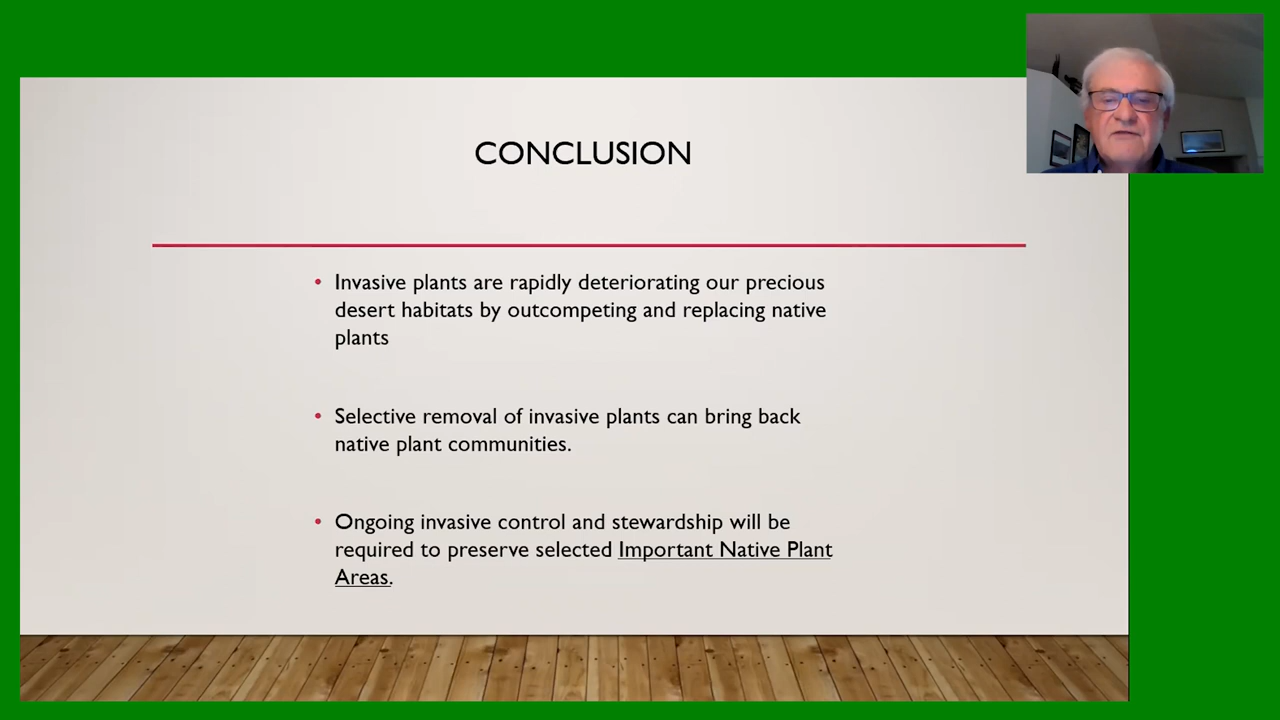 CONCLUSION
• Invasive plants are rapidly deteriorating our precious
desert habitats by outcompeting and replacing native
plants
• Selective removal of invasive plants can bring back
native plant communities.
• Ongoing invasive control and stewardship will be
required to preserve selected Important Native Plant
Areas.